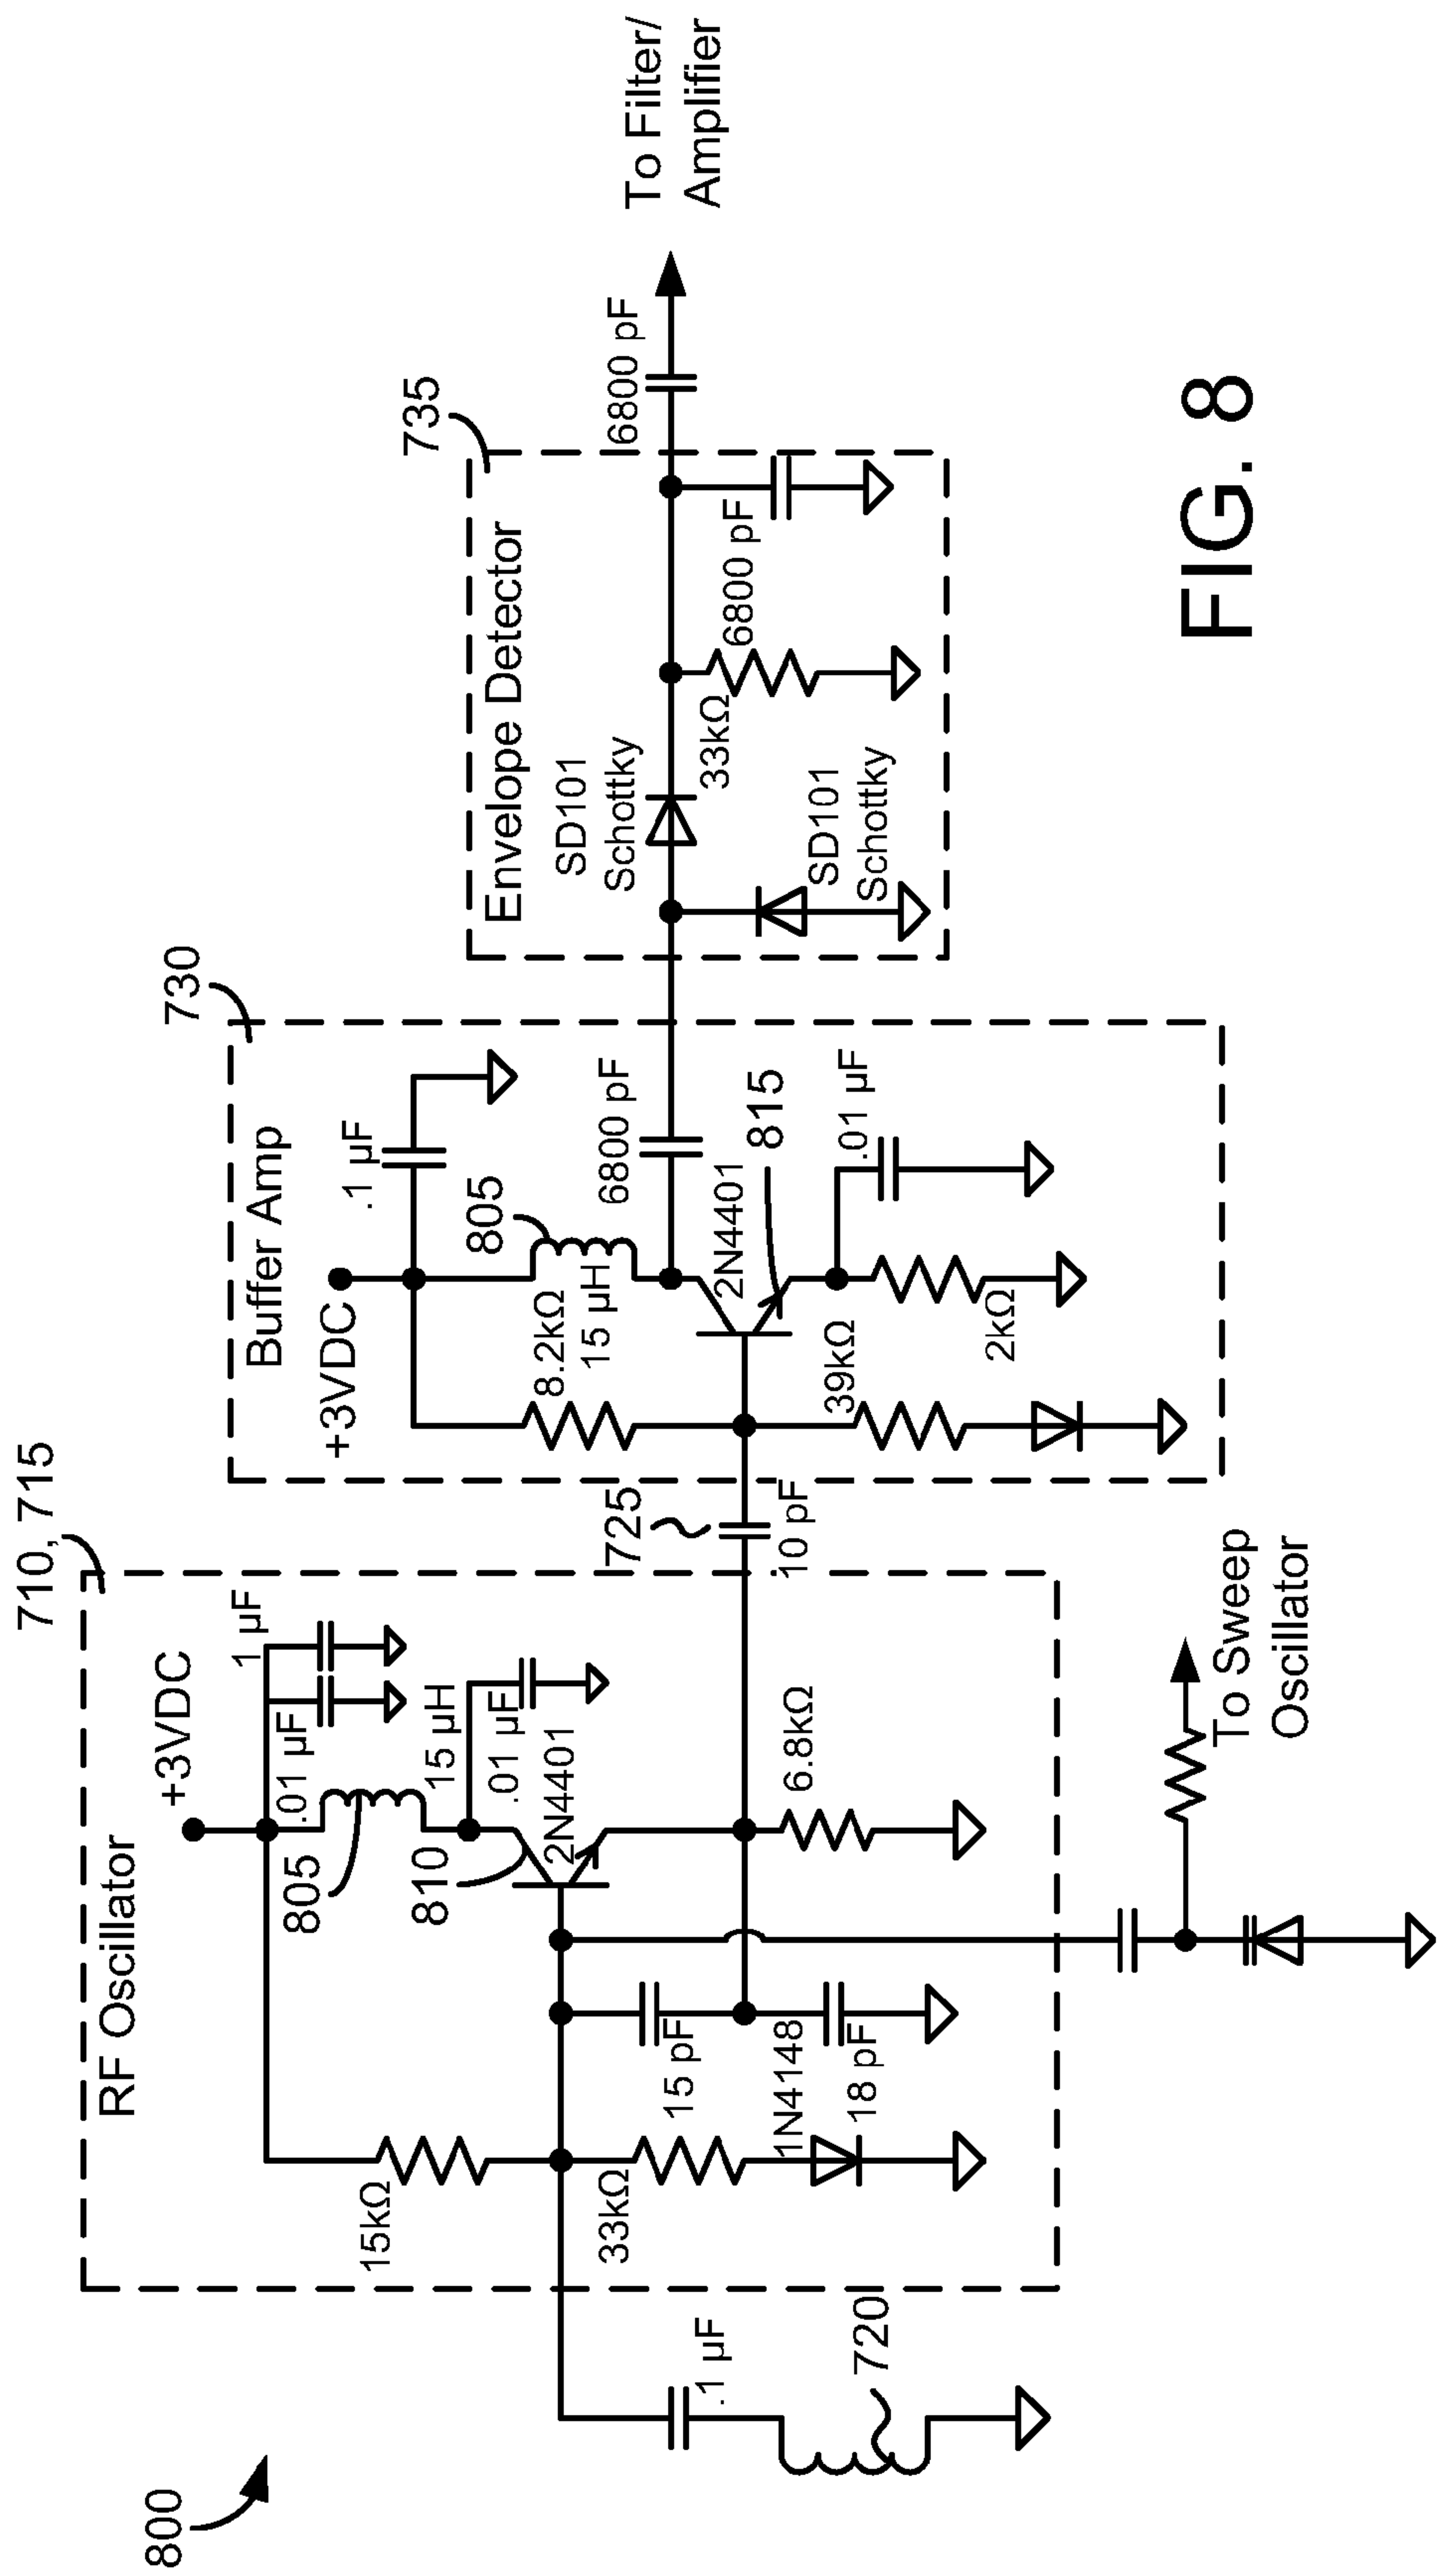 800
710, 715
RF Oscillator
+3VDC
1 µF
.01 µF
805
15 µH
810
.01 µF
2N4401
15kΩ
33kΩ
15 pF
1N4148
18 pF
6.8kΩ
.1 µF
720
To Sweep
Oscillator
725
10 pF
730
Buffer Amp
+3VDC
.1 µF
805
8.2kΩ
15 µH
6800 pF
2N4401
815
.01 µF
39kΩ
2kΩ
735
Envelope Detector
SD101
Schottky
SD101
Schottky
33kΩ
6800 pF
6800 pF
To Filter/
Amplifier
FIG. 8